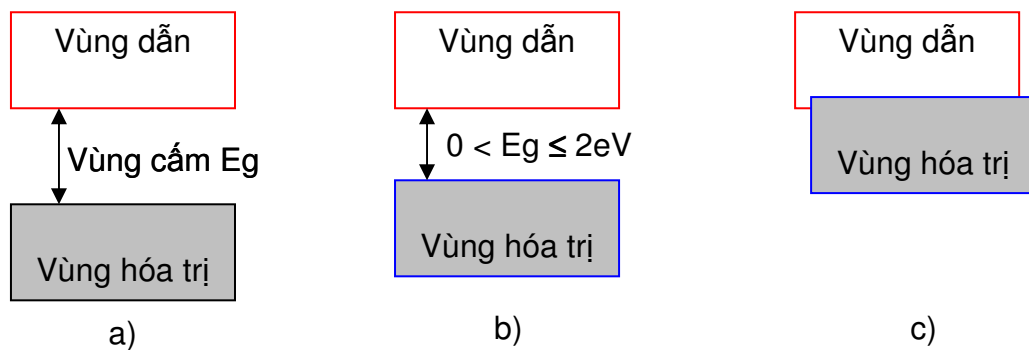 Vùng dẫn
Vùng cấm Eg
Vùng hóa trị
a)
Vùng dẫn
0 < Eg ≤ 2eV
Vùng hóa trị
b)
Vùng dẫn
Vùng hóa trị
c)